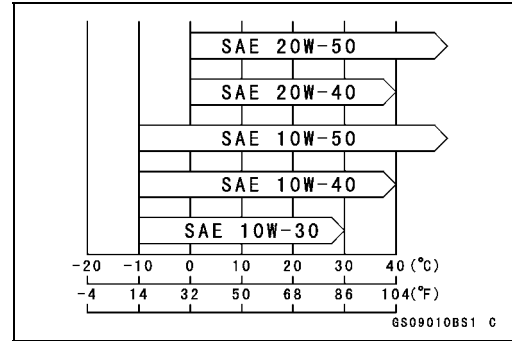 SAE 20W-50
SAE 20W-40
SAE 10W-50
SAE 10W-40
SAE 10W-30
-20 -10 0 10 20 30 40 (°C)
-4 14 32 50 68 86 104(°F)
GS09010BS1 C